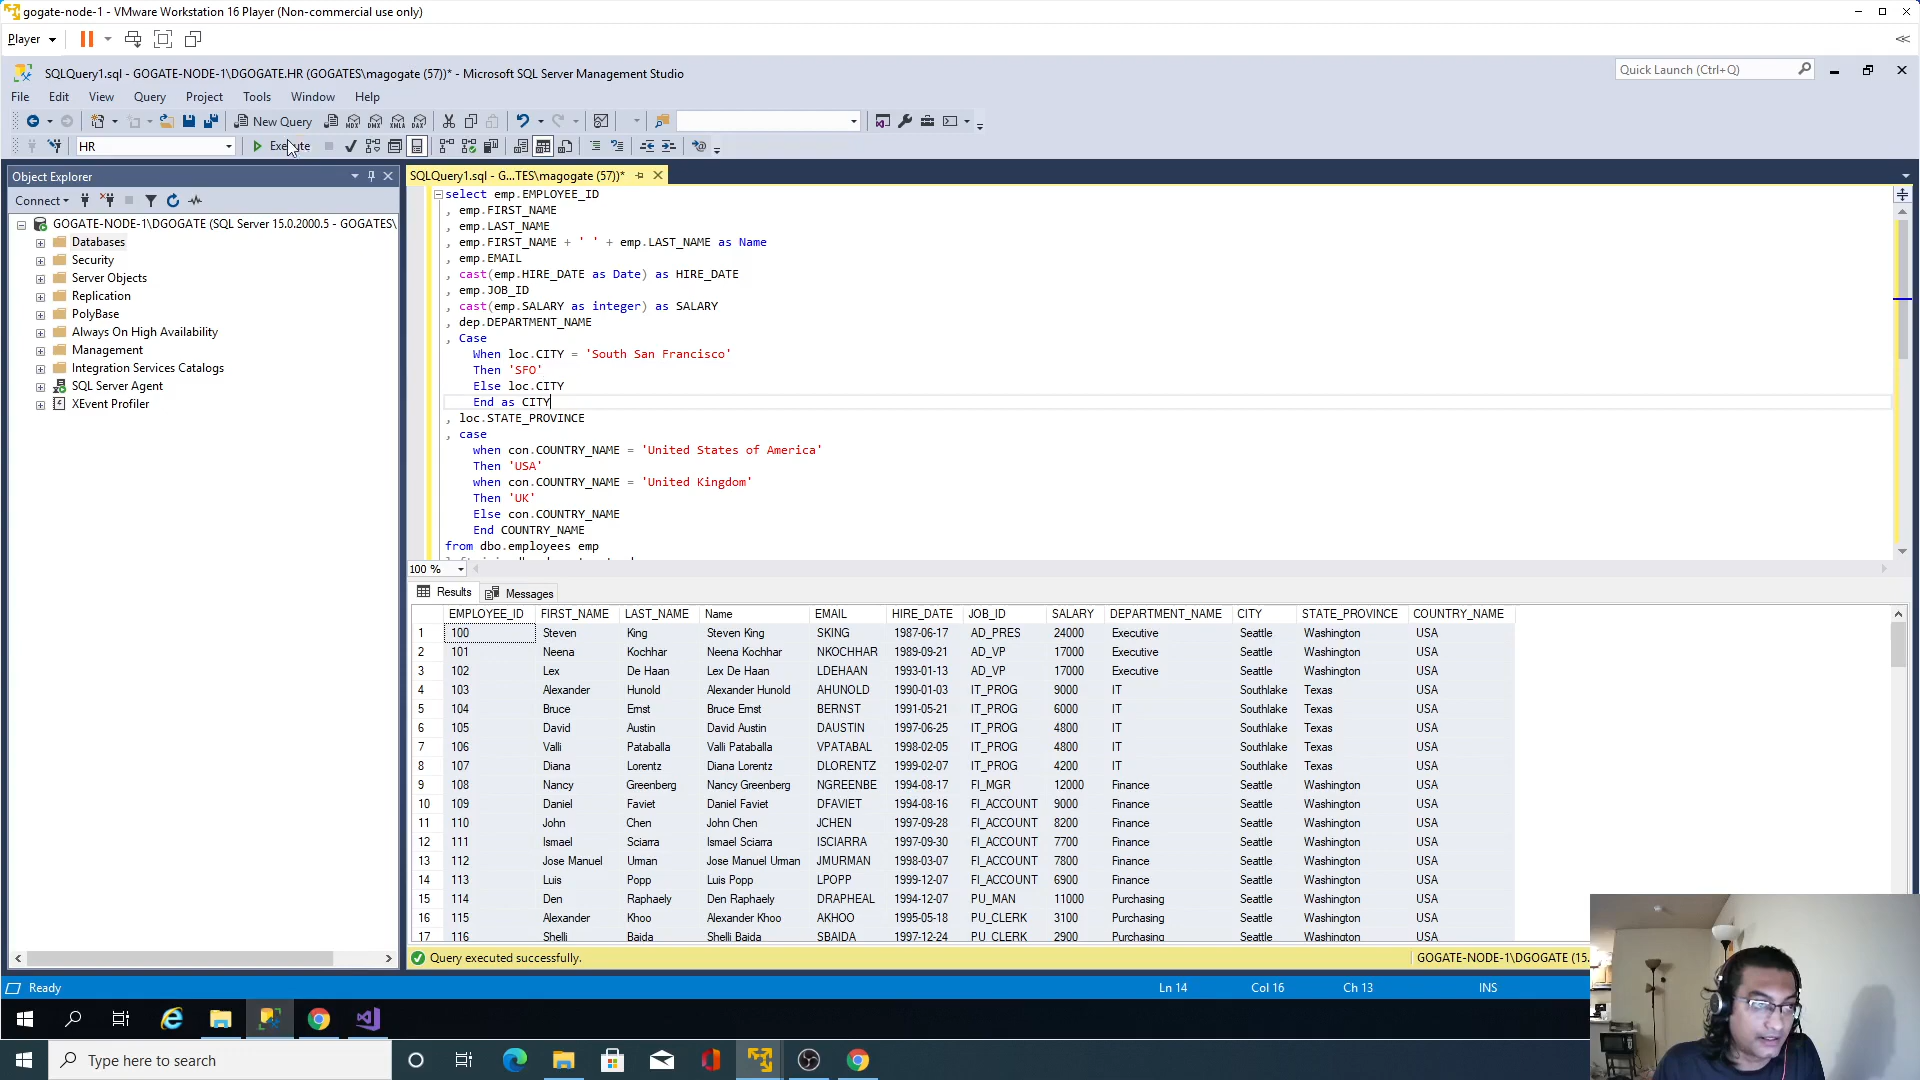 gogate-node-1 - VMware Workstation 16 Player (Non-commercial use only)
Player
SQLQuery1.sql - GOGATE-NODE-1\DGOGATE.HR (GOGATES\magogate (57))* - Microsoft SQL Server Management Studio
Quick Launch (Ctrl+Q)
File Edit View Query Project Tools Window Help
New Query
HR
Execute
Object Explorer
SQLQuery1.sql - G...TES\magogate (57))*
Connect
GOGATE-NODE-1\DGOGATE (SQL Server 15.0.2000.5 - GOGATES\
Databases
Security
Server Objects
Replication
PolyBase
Always On High Availability
Management
Integration Services Catalogs
SQL Server Agent
XEvent Profiler
select emp.EMPLOYEE_ID
, emp.FIRST_NAME
, emp.LAST_NAME
, emp.FIRST_NAME + ' ' + emp.LAST_NAME as Name
, emp.EMAIL
, cast(emp.HIRE_DATE as Date) as HIRE_DATE
, emp.JOB_ID
, cast(emp.SALARY as integer) as SALARY
, dep.DEPARTMENT_NAME
, Case
When loc.CITY = 'South San Francisco'
Then 'SFO'
Else loc.CITY
End as CITY
, loc.STATE_PROVINCE
, case
when con.COUNTRY_NAME = 'United States of America'
Then 'USA'
when con.COUNTRY_NAME = 'United Kingdom'
Then 'UK'
Else con.COUNTRY_NAME
End COUNTRY_NAME
from dbo.employees emp
100 %
Results Messages
EMPLOYEE_ID FIRST_NAME LAST_NAME Name EMAIL HIRE_DATE JOB_ID SALARY DEPARTMENT_NAME CITY STATE_PROVINCE COUNTRY_NAME
1 100 Steven King Steven King SKING 1987-06-17 AD_PRES 24000 Executive Seattle Washington USA
2 101 Neena Kochhar Neena Kochhar NKOCHHAR 1989-09-21 AD_VP 17000 Executive Seattle Washington USA
3 102 Lex De Haan Lex De Haan LDEHAAN 1993-01-13 AD_VP 17000 Executive Seattle Washington USA
4 103 Alexander Hunold Alexander Hunold AHUNOLD 1990-01-03 IT_PROG 9000 IT Southlake Texas USA
5 104 Bruce Ernst Bruce Ernst BERNST 1991-05-21 IT_PROG 6000 IT Southlake Texas USA
6 105 David Austin David Austin DAUSTIN 1997-06-25 IT_PROG 4800 IT Southlake Texas USA
7 106 Valli Pataballa Valli Pataballa VPATABAL 1998-02-05 IT_PROG 4800 IT Southlake Texas USA
8 107 Diana Lorentz Diana Lorentz DLORENTZ 1999-02-07 IT_PROG 4200 IT Southlake Texas USA
9 108 Nancy Greenberg Nancy Greenberg NGREENBE 1994-08-17 FI_MGR 12000 Finance Seattle Washington USA
10 109 Daniel Faviet Daniel Faviet DFAVIET 1994-08-16 FI_ACCOUNT 9000 Finance Seattle Washington USA
11 110 John Chen John Chen JCHEN 1997-09-28 FI_ACCOUNT 8200 Finance Seattle Washington USA
12 111 Ismael Sciarra Ismael Sciarra ISCIARRA 1997-09-30 FI_ACCOUNT 7700 Finance Seattle Washington USA
13 112 Jose Manuel Urman Jose Manuel Urman JMURMAN 1998-03-07 FI_ACCOUNT 7800 Finance Seattle Washington USA
14 113 Luis Popp Luis Popp LPOPP 1999-12-07 FI_ACCOUNT 6900 Finance Seattle Washington USA
15 114 Den Raphaely Den Raphaely DRAPHEAL 1994-12-07 PU_MAN 11000 Purchasing Seattle Washington USA
16 115 Alexander Khoo Alexander Khoo AKHOO 1995-05-18 PU_CLERK 3100 Purchasing Seattle Washington USA
17 116 Shelli Baida Shelli Baida SBAIDA 1997-12-24 PU_CLERK 2900 Purchasing Seattle Washington USA
Query executed successfully. GOGATE-NODE-1\DGOGATE (15.
Ready Ln 14 Col 16 Ch 13 INS
Type here to search